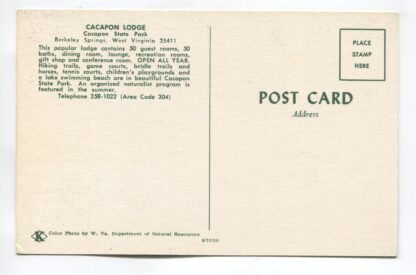 CACAPON LODGE
Cacapon State Park
Berkeley Springs, West Virginia 25411
This popular lodge contains 50 guest rooms, 50
baths, dining room, lounge, recreation rooms,
gift shop and conference room. OPEN ALL YEAR.
Hiking trails, game courts, bridle trails and
horses, tennis courts, children's playgrounds and
a lake swimming beach are in beautiful Cacapon
State Park. An organized naturalist program is
featured in the summer.
Telephone 258-1022 (Area Code 304)
PLACE
STAMP
HERE
POST CARD
Address
K Color Photo by W. Va. Department of Natural Resources
87050